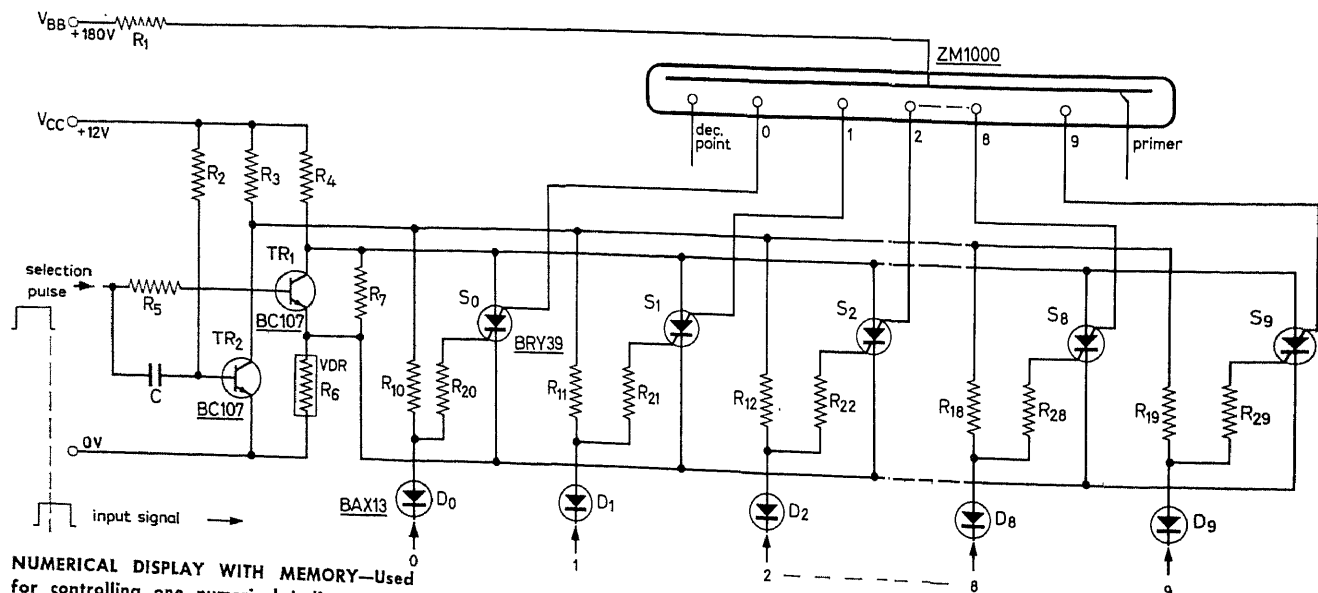 VBB
+180V
R1
ZM1000
VCC
+12V
dec.
point
0
1
2
8
9
primer
R2
R3
R4
selection
pulse
R5
TR1
BC107
R7
TR2
BC107
C
VDR
R6
0V
S0
BRY39
S1
S2
S8
S9
R10
R20
R11
R21
R12
R22
R18
R28
R19
R29
BAX13
D0
D1
D2
D8
D9
input signal
0
1
2
8
9
NUMERICAL DISPLAY WITH MEMORY—Used
for controlling one numerical